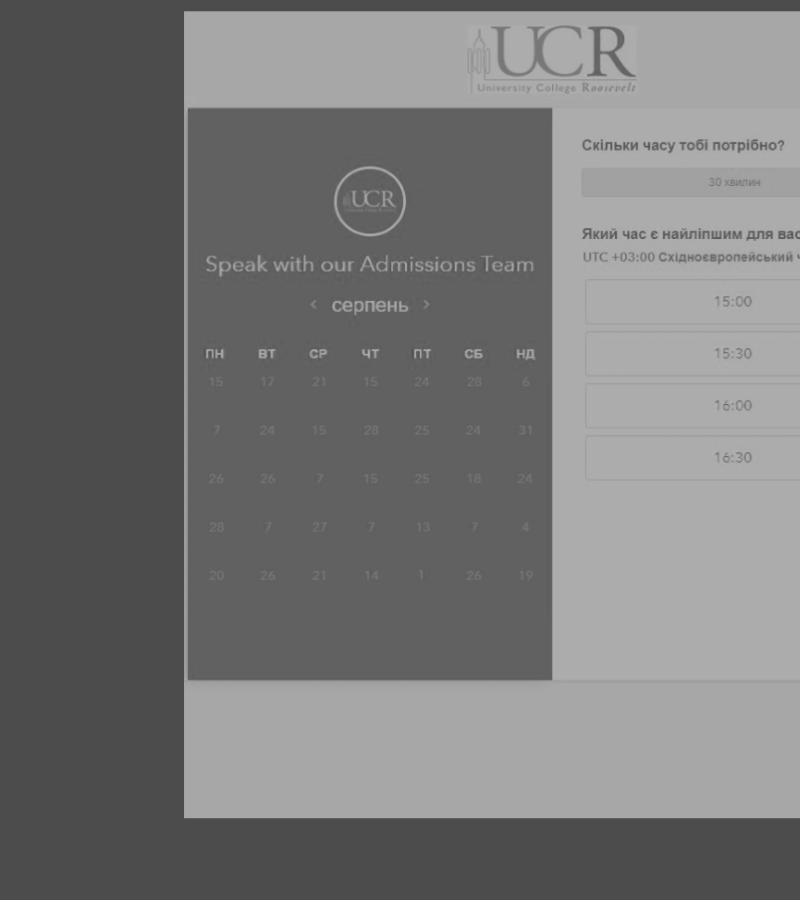 UCR
University College Roosevelt
UCR
Speak with our Admissions Team
< серпень >
ПН ВТ СР ЧТ ПТ СБ НД
15 17 21 15 24 28 6
7 24 15 28 25 24 31
26 26 7 15 25 18 24
28 7 27 7 13 7 4
20 26 21 14 1 26 19
Скільки часу тобі потрібно?
30 хвилин
Який час є найліпшим для вас
UTC +03:00 Східноєвропейський
15:00
15:30
16:00
16:30